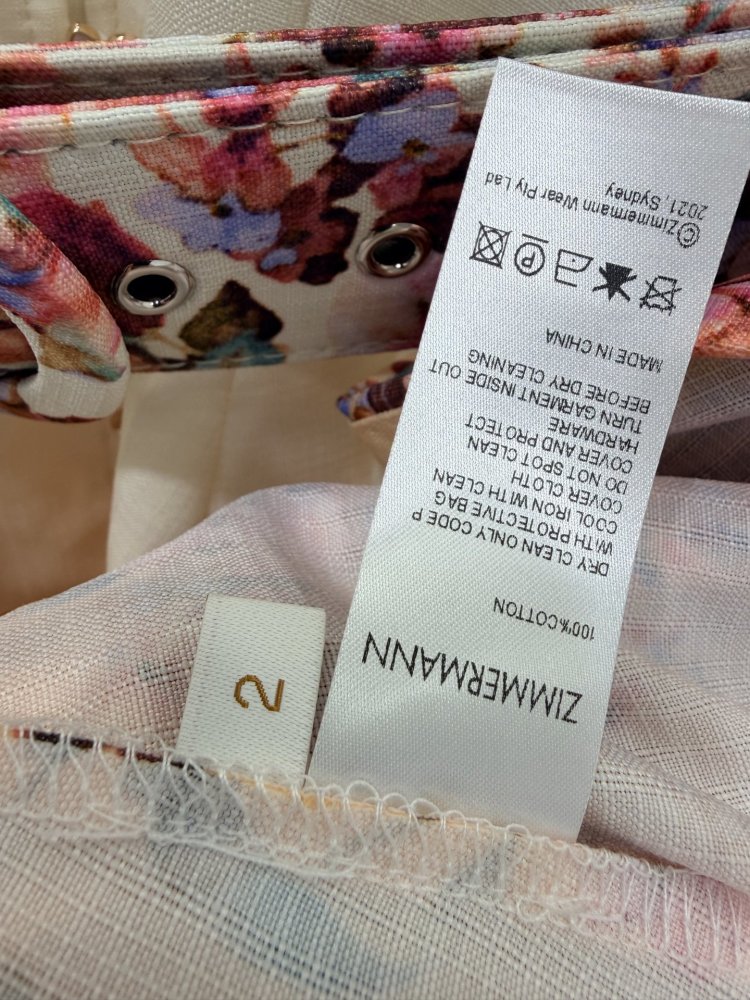 ZIMMERMANN
100%COTTON
DRY CLEAN ONLY CODE P
WITH PROTECTIVE BAG
COOL IRON WITH CLEAN
COVER CLOTH
DO NOT SPOT CLEAN
COVER AND PROTECT
HARDWARE
TURN GARMENT INSIDE OUT
BEFORE DRY CLEANING
MADE IN CHINA
P
©Zimmermann Wear Ply Lad
2021, Sydney
2